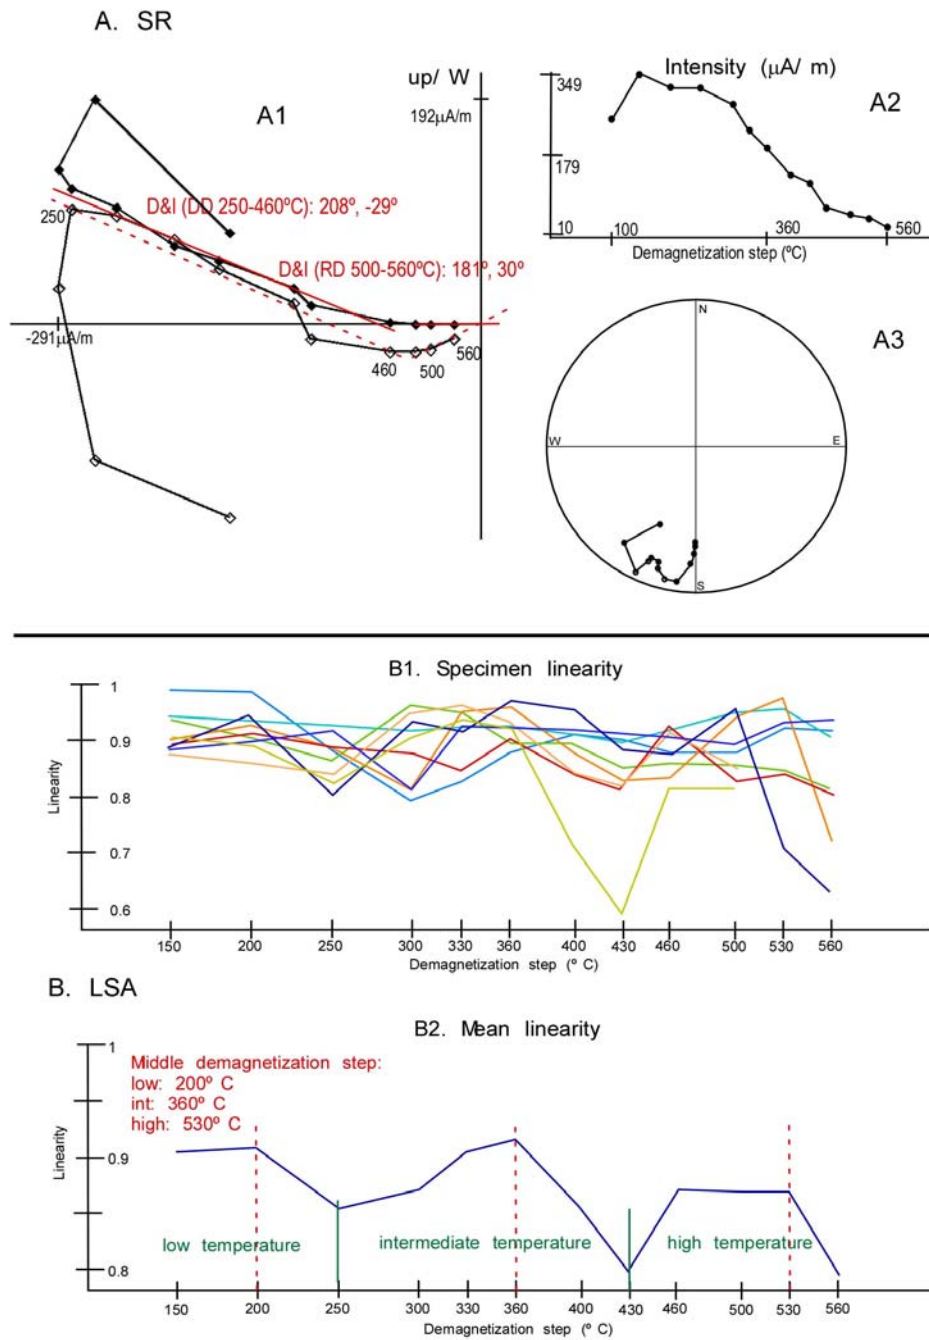 A. SR
up/ W
192µA/m
A1
D&I (DD 250-460ºC): 208º, -29º
250
D&I (RD 500-560ºC): 181º, 30º
-291µA/m
460
500
560
Intensity (µA/ m)
349
A2
179
10
100
360
560
Demagnetization step (ºC)
N
A3
W
E
S
B1. Specimen linearity
1
0.9
0.8
0.7
0.6
Linearity
150 200 250 300 330 360 400 430 460 500 530 560
Demagnetization step (º C)
B. LSA
B2. Mean linearity
1
Middle demagnetization step:
low: 200º C
int: 360º C
high: 530º C
0.9
Linearity
low temperature
intermediate temperature
high temperature
0.8
150 200 250 300 330 360 400 430 460 500 530 560
Demagnetization step (º C)